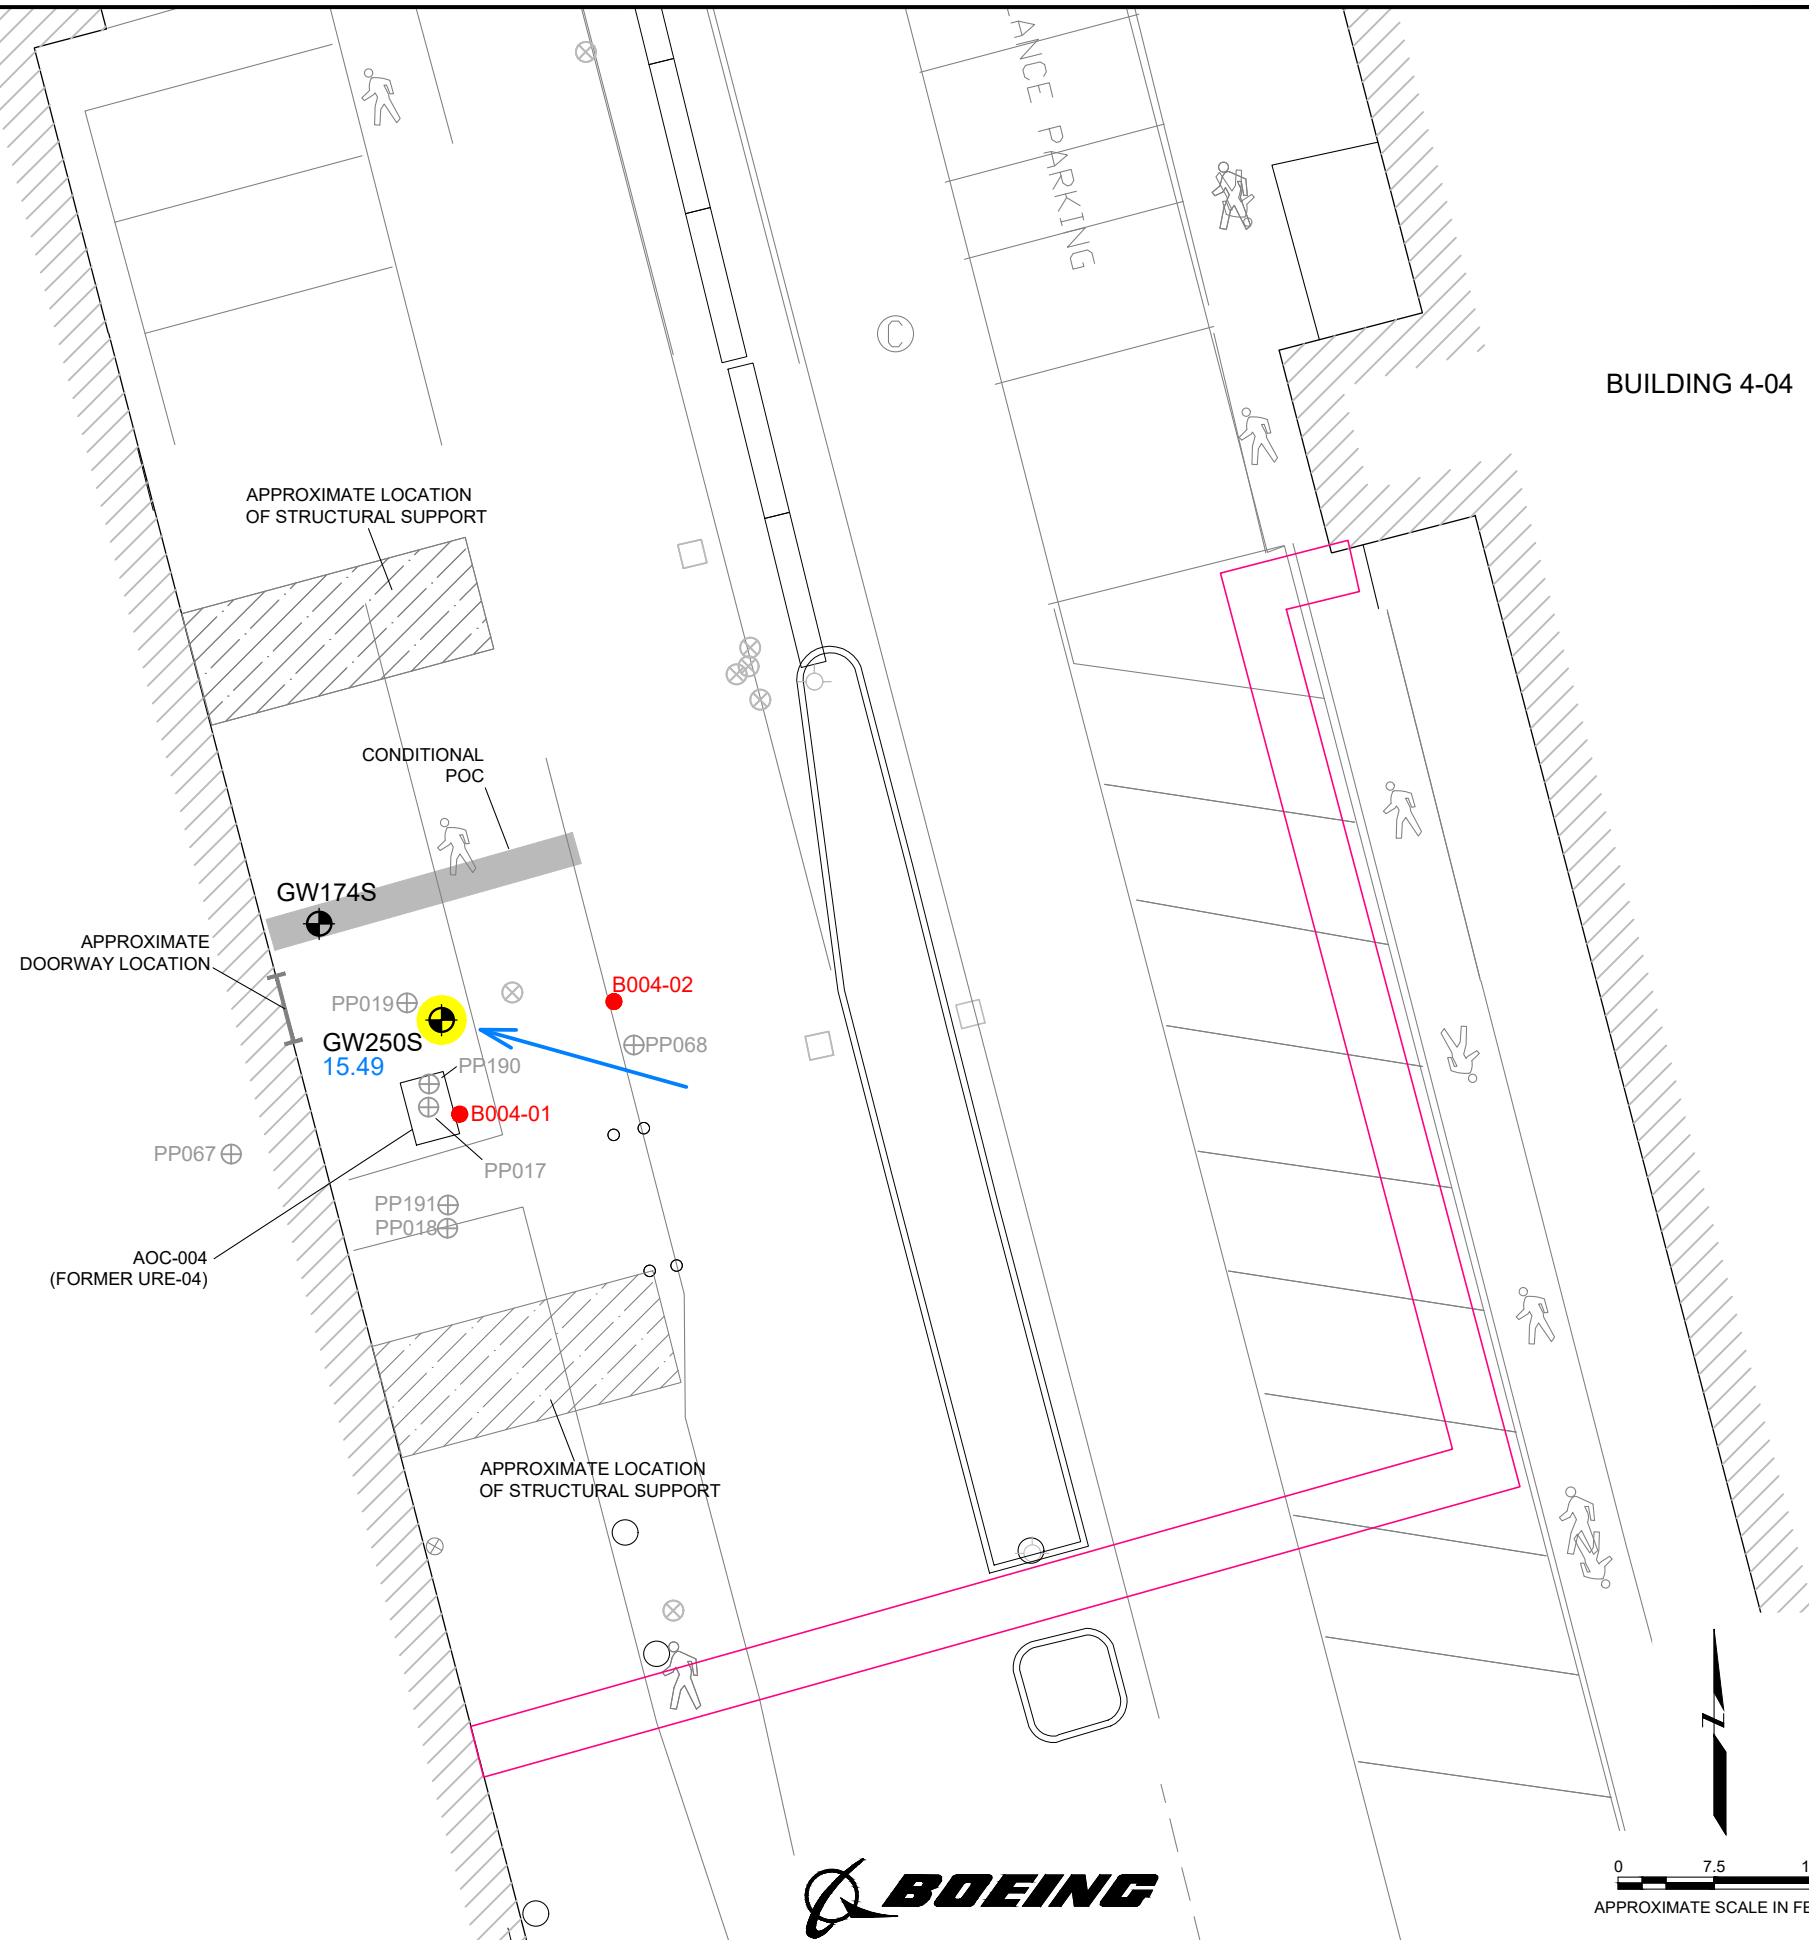 ANCE PARKING
C
BUILDING 4-04
APPROXIMATE LOCATION
OF STRUCTURAL SUPPORT
CONDITIONAL
POC
GW174S
APPROXIMATE
DOORWAY LOCATION
B004-02
PP019
GW250S
15.49
PP068
PP190
B004-01
PP067
PP017
PP191
PP018
AOC-004
(FORMER URE-04)
APPROXIMATE LOCATION
OF STRUCTURAL SUPPORT
Z
BOEING
0 7.5 1
APPROXIMATE SCALE IN FE